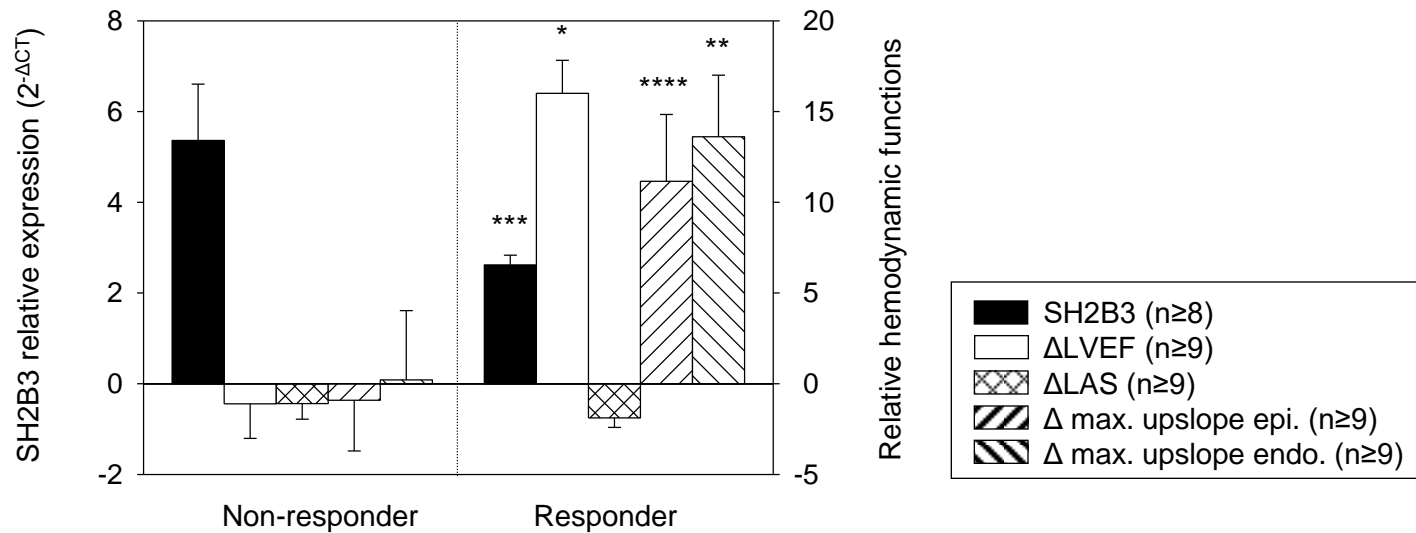 SH2B3 relative expression (2-ΔCT)
8
6
4
2
0
-2
***
*
****
**
20
15
10
5
0
-5
Relative hemodynamic functions
Non-responder
Responder
SH2B3 (n≥8)
ΔLVEF (n≥9)
ΔLAS (n≥9)
Δ max. upslope epi. (n≥9)
Δ max. upslope endo. (n≥9)